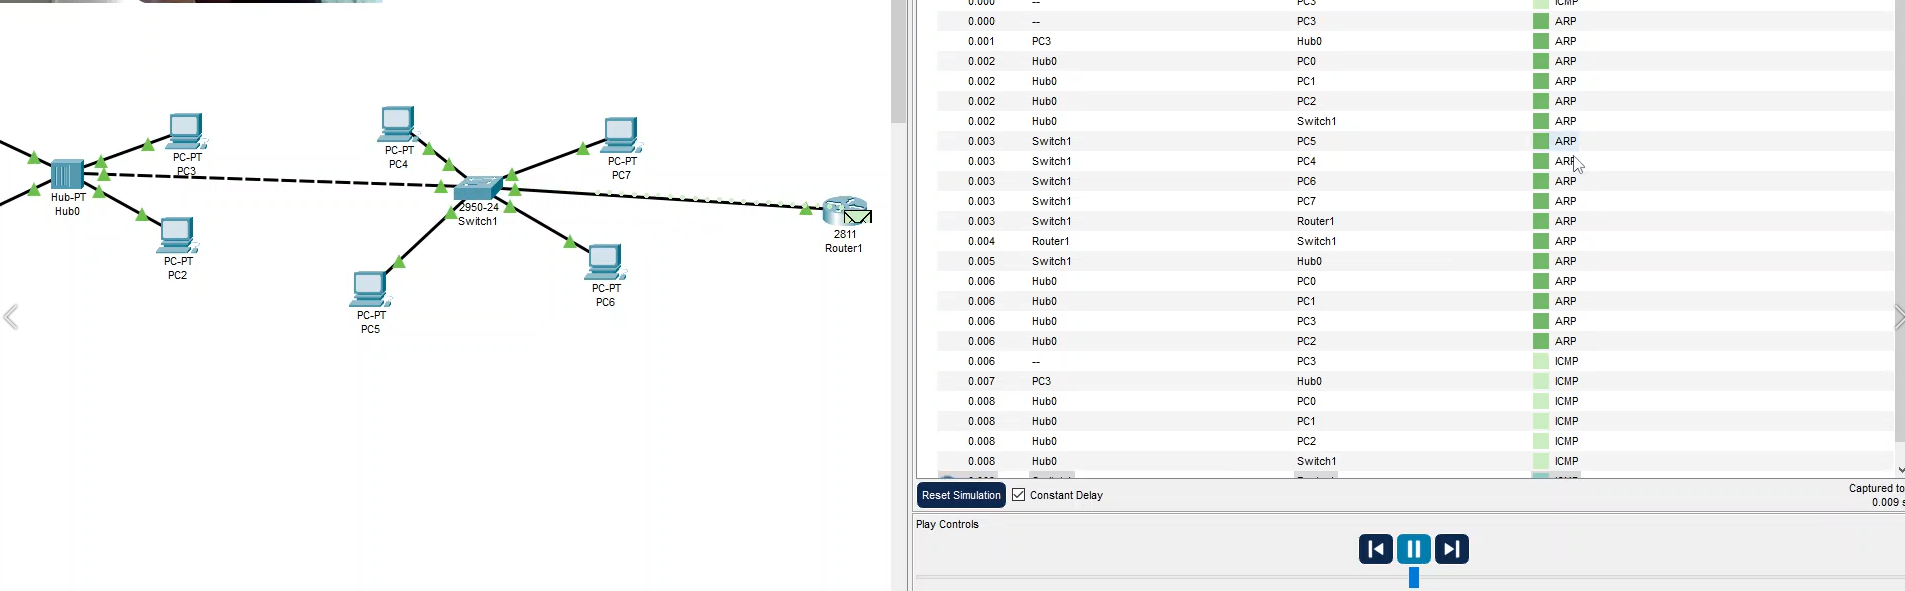 PC-PT
PC3
Hub-PT
Hub0
PC-PT
PC2
PC-PT
PC4
PC-PT
PC7
2950-24
Switch1
PC-PT
PC5
PC-PT
PC6
2811
Router1
0.000 -- PC3 ICMP
0.000 -- PC3 ARP
0.001 PC3 Hub0 ARP
0.002 Hub0 PC0 ARP
0.002 Hub0 PC1 ARP
0.002 Hub0 PC2 ARP
0.002 Hub0 Switch1 ARP
0.003 Switch1 PC5 ARP
0.003 Switch1 PC4 ARP
0.003 Switch1 PC6 ARP
0.003 Switch1 PC7 ARP
0.003 Switch1 Router1 ARP
0.004 Router1 Switch1 ARP
0.005 Switch1 Hub0 ARP
0.006 Hub0 PC0 ARP
0.006 Hub0 PC1 ARP
0.006 Hub0 PC3 ARP
0.006 Hub0 PC2 ARP
0.006 -- PC3 ICMP
0.007 PC3 Hub0 ICMP
0.008 Hub0 PC0 ICMP
0.008 Hub0 PC1 ICMP
0.008 Hub0 PC2 ICMP
0.008 Hub0 Switch1 ICMP
Reset Simulation
Constant Delay
Captured to
0.009 s
Play Controls